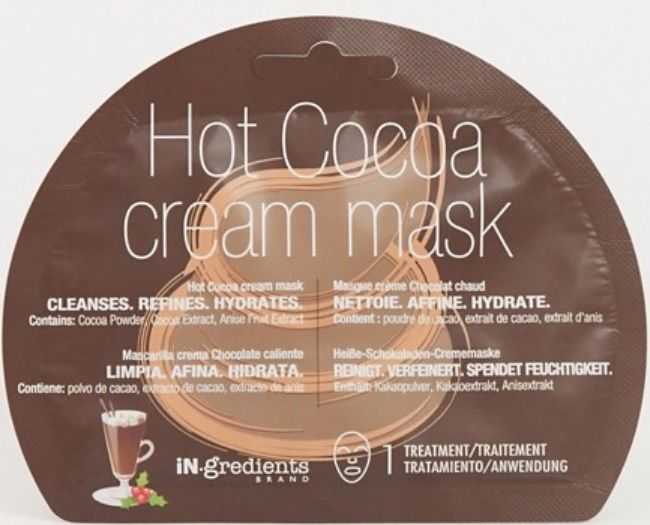 Hot Cocoa
cream mask
Hot Cocoa cream mask
CLEANSES. REFINES. HYDRATES.
Contains: Cocoa Powder, Cocoa Extract, Anise Fruit Extract
Masque crème Chocolat chaud
NETTOIE. AFFINE. HYDRATE.
Contient : poudre de cacao, extrait de cacao, extrait d'anis
Mascarilla crema Chocolate caliente
LIMPIA. AFINA. HIDRATA.
Contiene: polvo de cacao, extracto de cacao, extracto de anis
Heiße-Schokoladen-Crememaske
REINIGT. VERFEINERT. SPENDET FEUCHTIGKEIT.
Enthält: Kakaopulver, Kakaoextrakt, Anisextrakt
iN.gredients
BRAND
1 TREATMENT/TRAITEMENT
TRATAMIENTO/ANWENDUNG